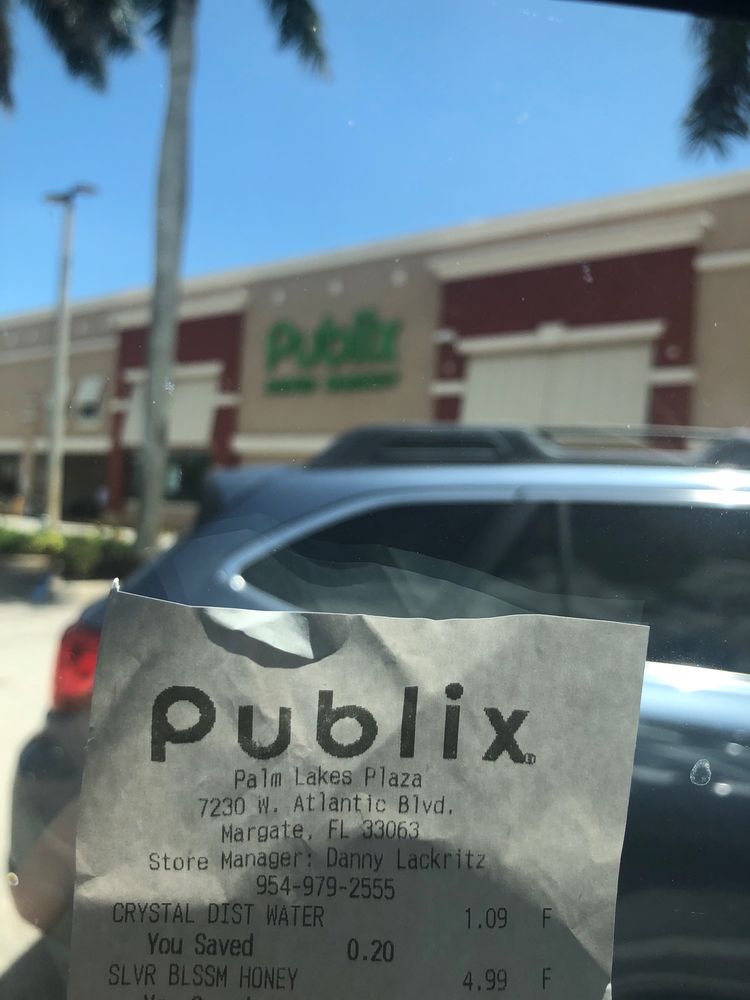 Publix
Publix
Palm Lakes Plaza
7230 W. Atlantic Blvd.
Margate, FL 33063
Store Manager: Danny Lackritz
954-979-2555
CRYSTAL DIST WATER 1.09 F
You Saved 0.20
SLVR BLSSM HONEY 4.99 F